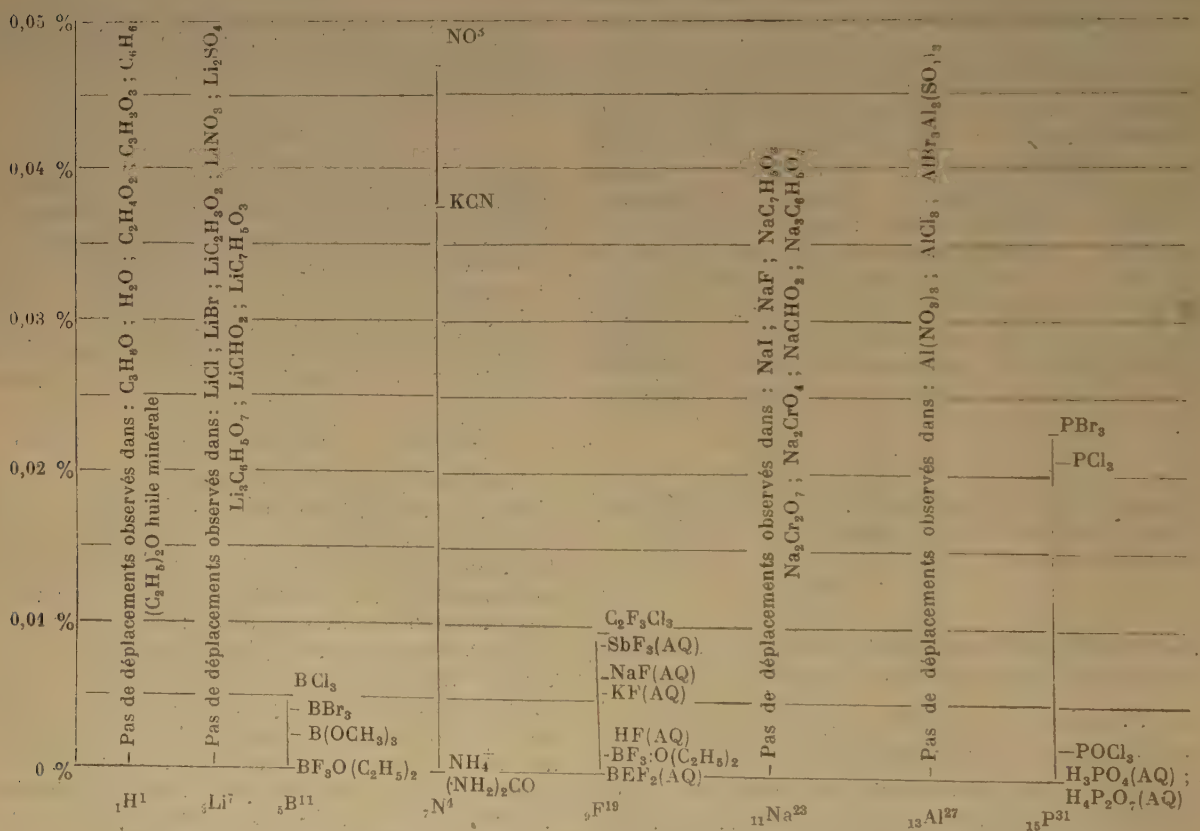 0,05 %
0,04 %
0,03 %
0,02 %
0,01 %
0 %
Pas de déplacements observés dans : C₃H₆O ; H₂O ; C₂H₄O₂ ; C₃H₃O₃ ; C₆H₆
(C₂H₅)₂O huile minérale
Pas de déplacements observés dans : LiCl ; LiBr ; LiC₂H₃O₂ ; LiNO₃ ; Li₂SO₄
Li₃C₆H₅O₇ ; LiCHO₂ ; LiC₇H₅O₃
BCl₃
BBr₃
B(OCH₃)₃
BF₃O(C₂H₅)₂
NO³
KCN
NH₄⁺
(NH₂)₂CO
C₂F₃Cl₃
SbF₃(AQ)
NaF(AQ)
KF(AQ)
HF(AQ)
BF₃:O(C₂H₅)₂
BEF₂(AQ)
Pas de déplacements observés dans : NaI ; NaF ; NaC₇H₅O₂
Na₂Cr₂O₇ ; Na₂CrO₄ ; NaCHO₂ ; Na₃C₆H₅O₇
Pas de déplacements observés dans : Al(NO₃)₃ ; AlCl₃ ; AlBr₃ Al₂(SO₄)₃
PBr₃
PCl₃
POCl₃
H₃PO₄(AQ) ;
H₄P₂O₇(AQ)
₁H¹
₃Li⁷
₅B¹¹
₇N⁴
₉F¹⁹
₁₁Na²³
₁₃Al²⁷
₁₅P³¹